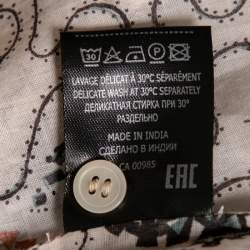 30 P
LAVAGE DÉLICAT À 30°C SÉPARÉMENT
DELICATE WASH AT 30°C SEPARATELY
ДЕЛИКАТНАЯ СТИРКА ПРИ 30°
РАЗДЕЛЬНО
MADE IN INDIA
СДЕЛАНО В ИНДИИ
CA 00985
EAC